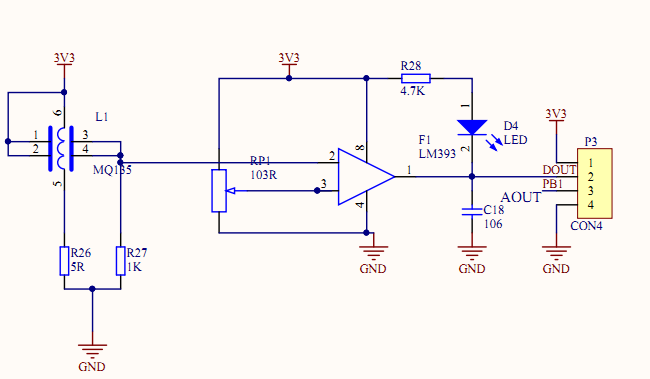 3V3
3V3
R28
4.7K
6
L1
1
3V3
1
3
F1
D4
2
4
8
LM393
LED
P3
2
RP1
2
1
1
MQ135
103R
DOUT
2
5
3
PB1
3
4
AOUT
4
C18
106
CON4
R26
R27
5R
1K
GND
GND
GND
GND